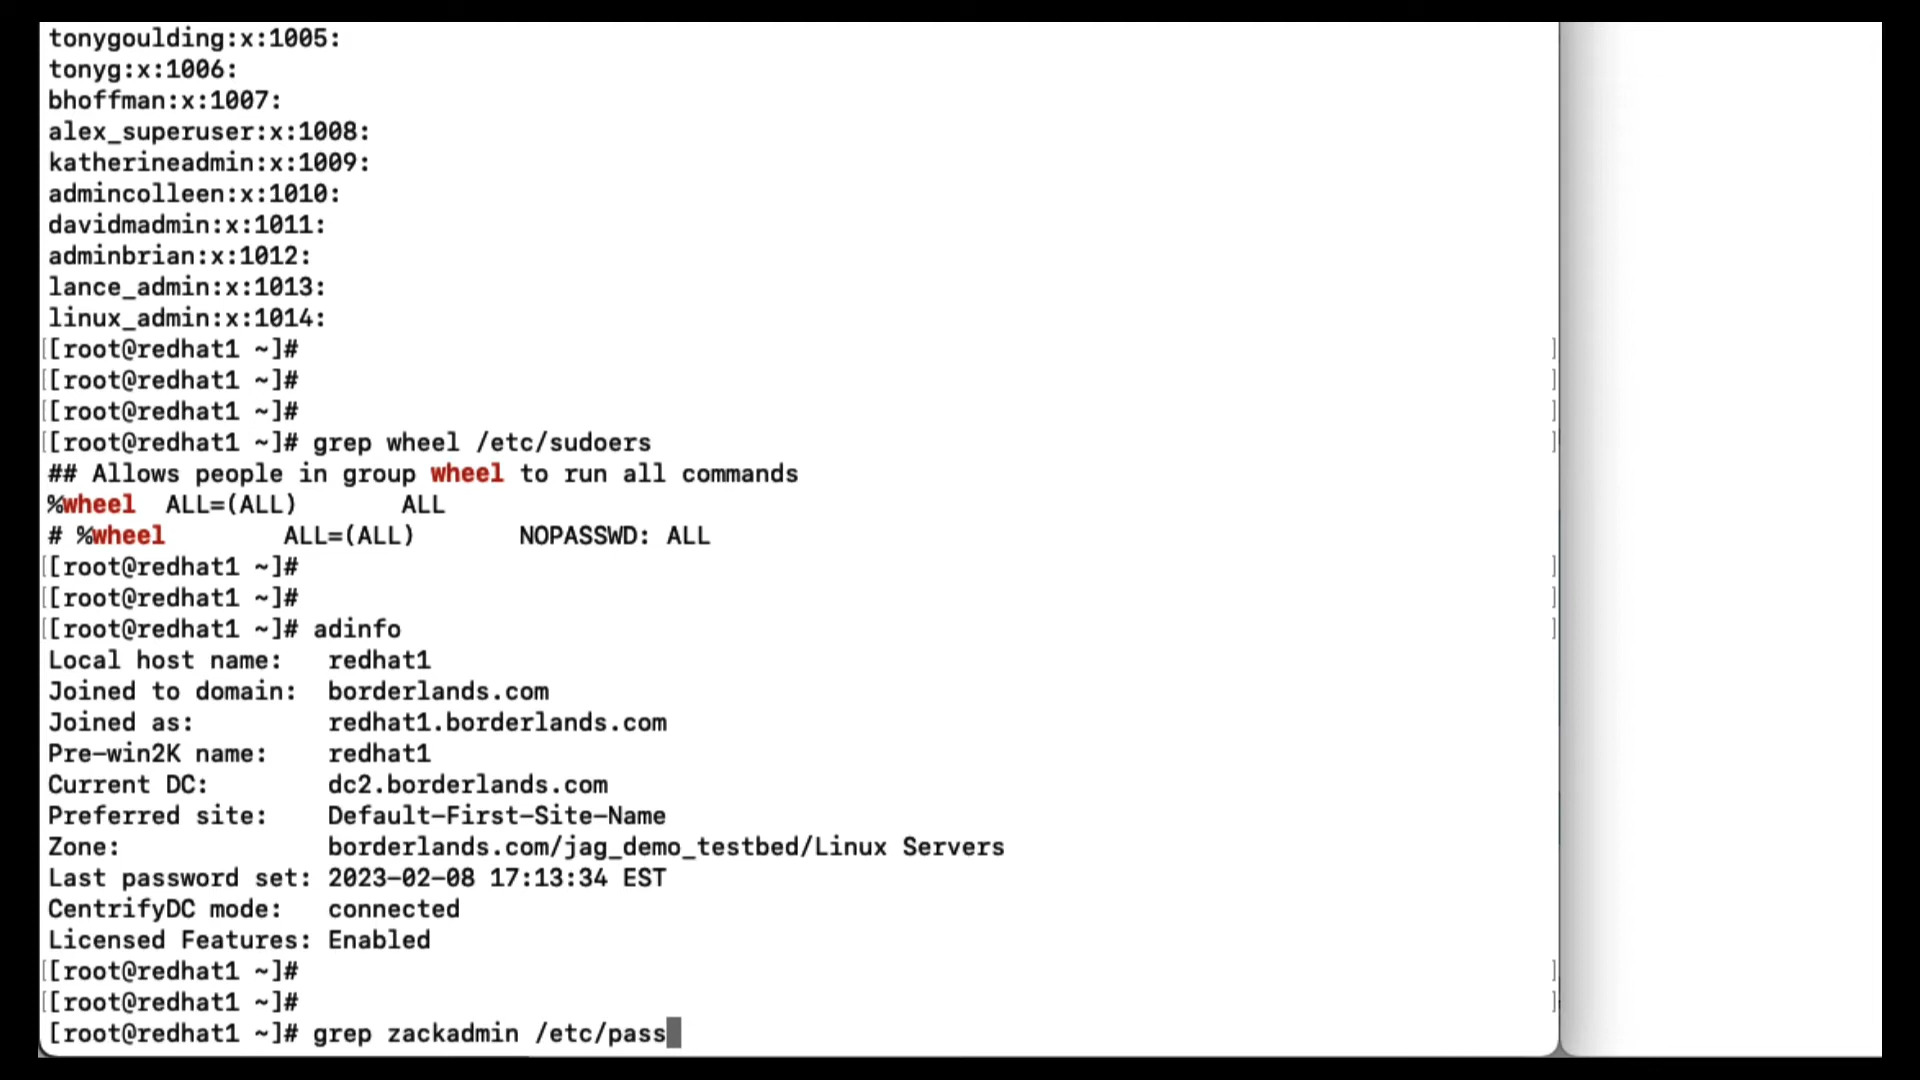 tonygoulding:x:1005:
tonyg:x:1006:
bhoffman:x:1007:
alex_superuser:x:1008:
katherineadmin:x:1009:
admincolleen:x:1010:
davidmadmin:x:1011:
adminbrian:x:1012:
lance_admin:x:1013:
linux_admin:x:1014:
[[root@redhat1 ~]# ]
[[root@redhat1 ~]# ]
[[root@redhat1 ~]# ]
[[root@redhat1 ~]# grep wheel /etc/sudoers ]
## Allows people in group wheel to run all commands
%wheel  ALL=(ALL)       ALL
# %wheel        ALL=(ALL)       NOPASSWD: ALL
[[root@redhat1 ~]# ]
[[root@redhat1 ~]# ]
[[root@redhat1 ~]# adinfo ]
Local host name:   redhat1
Joined to domain:  borderlands.com
Joined as:         redhat1.borderlands.com
Pre-win2K name:    redhat1
Current DC:        dc2.borderlands.com
Preferred site:    Default-First-Site-Name
Zone:              borderlands.com/jag_demo_testbed/Linux Servers
Last password set: 2023-02-08 17:13:34 EST
CentrifyDC mode:   connected
Licensed Features: Enabled
[[root@redhat1 ~]# ]
[[root@redhat1 ~]# ]
[root@redhat1 ~]# grep zackadmin /etc/pass